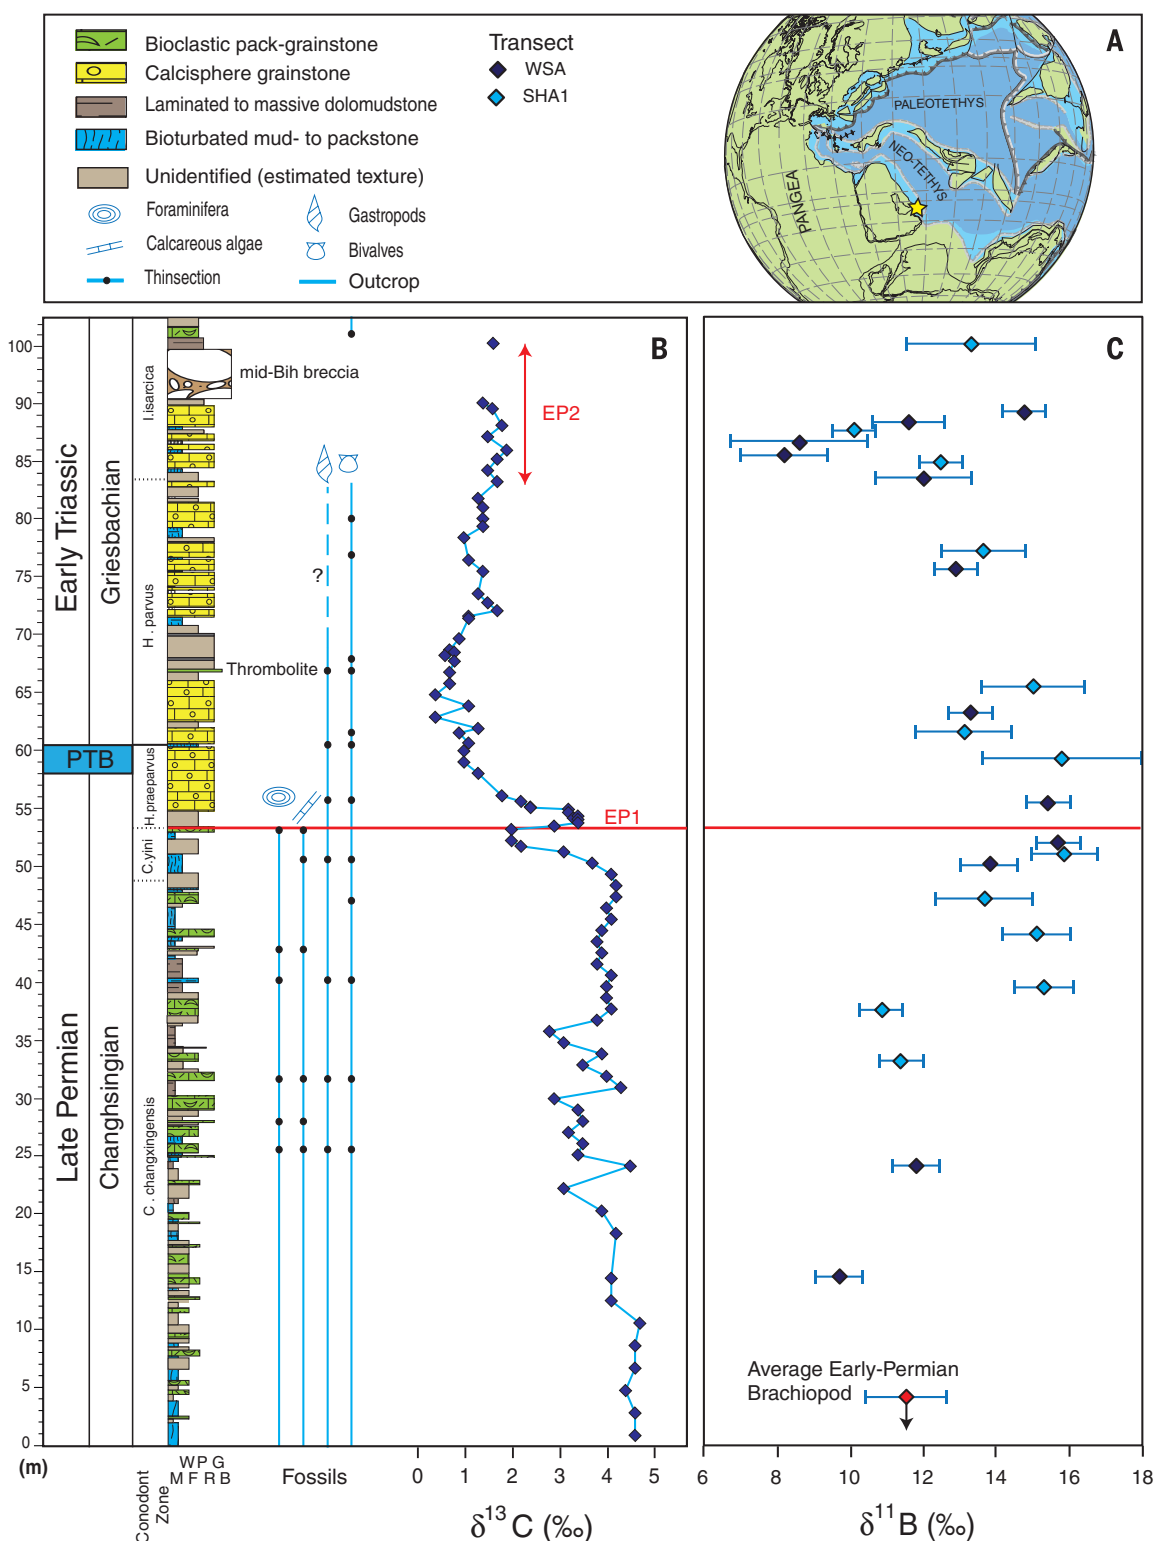 Bioclastic pack-grainstone
Calcisphere grainstone
Laminated to massive dolomudstone
Bioturbated mud- to packstone
Unidentified (estimated texture)
Foraminifera
Calcareous algae
Thinsection
Gastropods
Bivalves
Outcrop
Transect
WSA
SHA1
A
PALEOTETHYS
NEO-TETHYS
PANGEA
B
C
100
90
85
80
75
70
65
60
55
50
45
40
35
30
25
20
15
10
5
0
(m)
Early Triassic
Griesbachian
PTB
Late Permian
Changhsingian
I.isarcica
H. parvus
H.praeparvus
C.yini
C. changxingensis
mid-Bih breccia
Thrombolite
?
EP2
EP1
Conodont
Zone
W P G
M F R B
Fossils
0 1 2 3 4 5
δ13C (‰)
Average Early-Permian
Brachiopod
6 8 10 12 14 16 18
δ11B (‰)